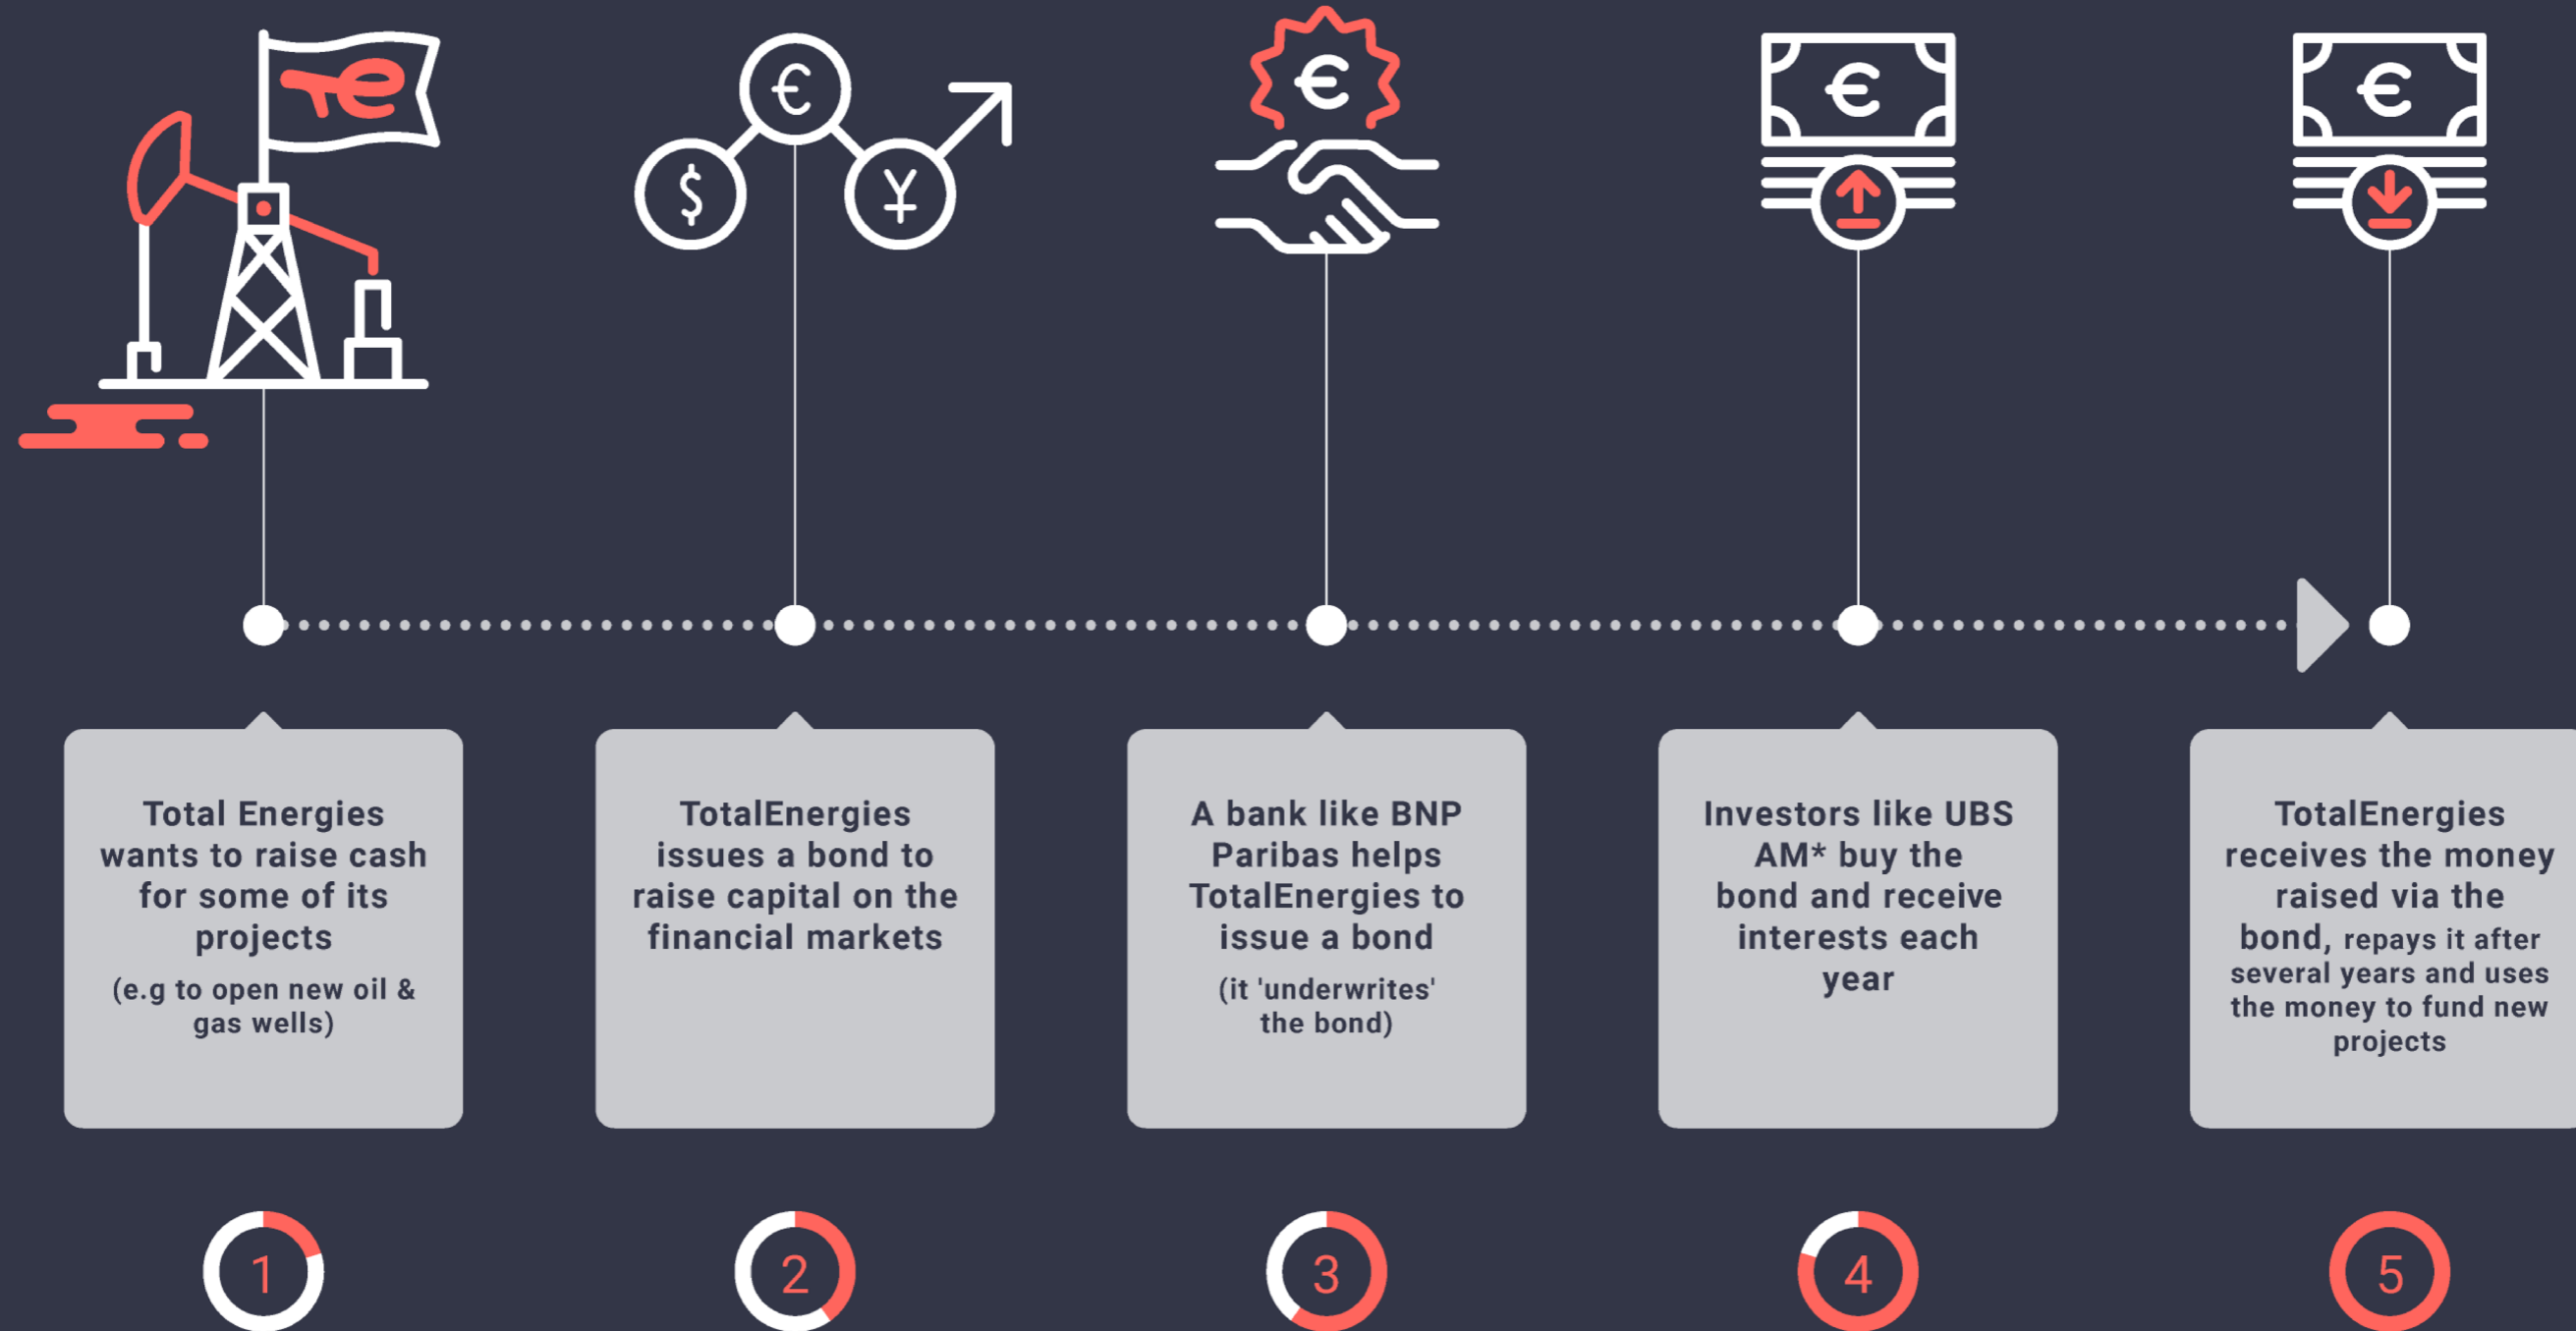 €
$
¥
€
€
€
Total Energies
wants to raise cash
for some of its
projects
(e.g to open new oil &
gas wells)
TotalEnergies
issues a bond to
raise capital on the
financial markets
A bank like BNP
Paribas helps
TotalEnergies to
issue a bond
(it 'underwrites'
the bond)
Investors like UBS
AM* buy the
bond and receive
interests each
year
TotalEnergies
receives the money
raised via the
bond, repays it after
several years and uses
the money to fund new
projects
1
2
3
4
5